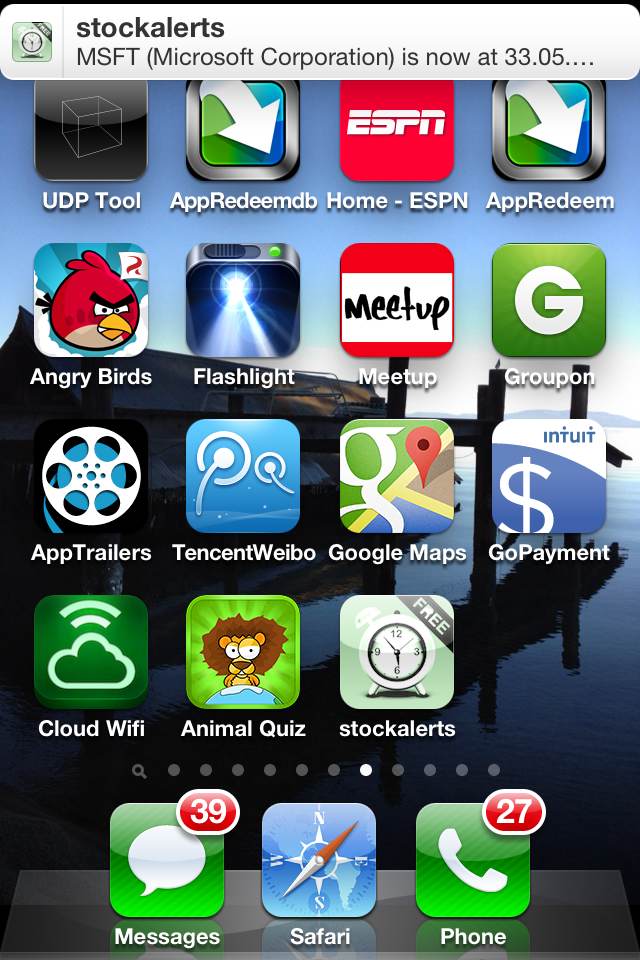 stockalerts
MSFT (Microsoft Corporation) is now at 33.05....
ESPN
UDP Tool
AppRedeemdb
Home - ESPN
AppRedeem
Meetup
G
Angry Birds
Flashlight
Meetup
Groupon
g
INTUIT
$
AppTrailers
TencentWeibo
Google Maps
GoPayment
FREE
12
Cloud Wifi
Animal Quiz
stockalerts
39
27
N
W E
S
Messages
Safari
Phone